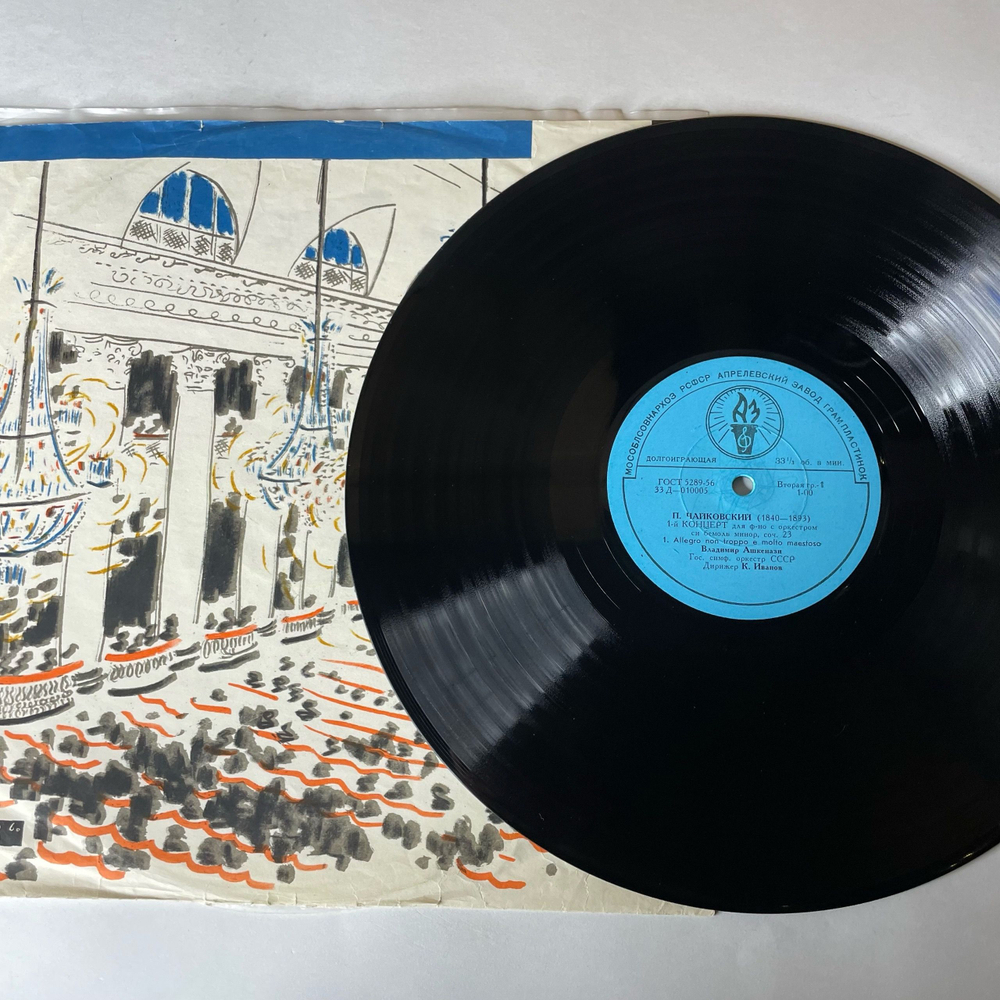 МОСОБЛСОВНАРХОЗ РСФСР АПРЕЛЕВСКИЙ ЗАВОД ГРАМПЛАСТИНОК
АЗ
ДОЛГОИГРАЮЩАЯ 33⅓ об. в мин.
ГОСТ 5289-56 Вторая гр.-1
33 Д—010005 1-00
П. ЧАЙКОВСКИЙ (1840—1893)
1-й КОНЦЕРТ для ф-но с оркестром
си бемоль минор, соч. 23
1. Allegro non troppo e molto maestoso
Владимир Ашкенази
Гос. симф. оркестр СССР
Дирижер К. Иванов